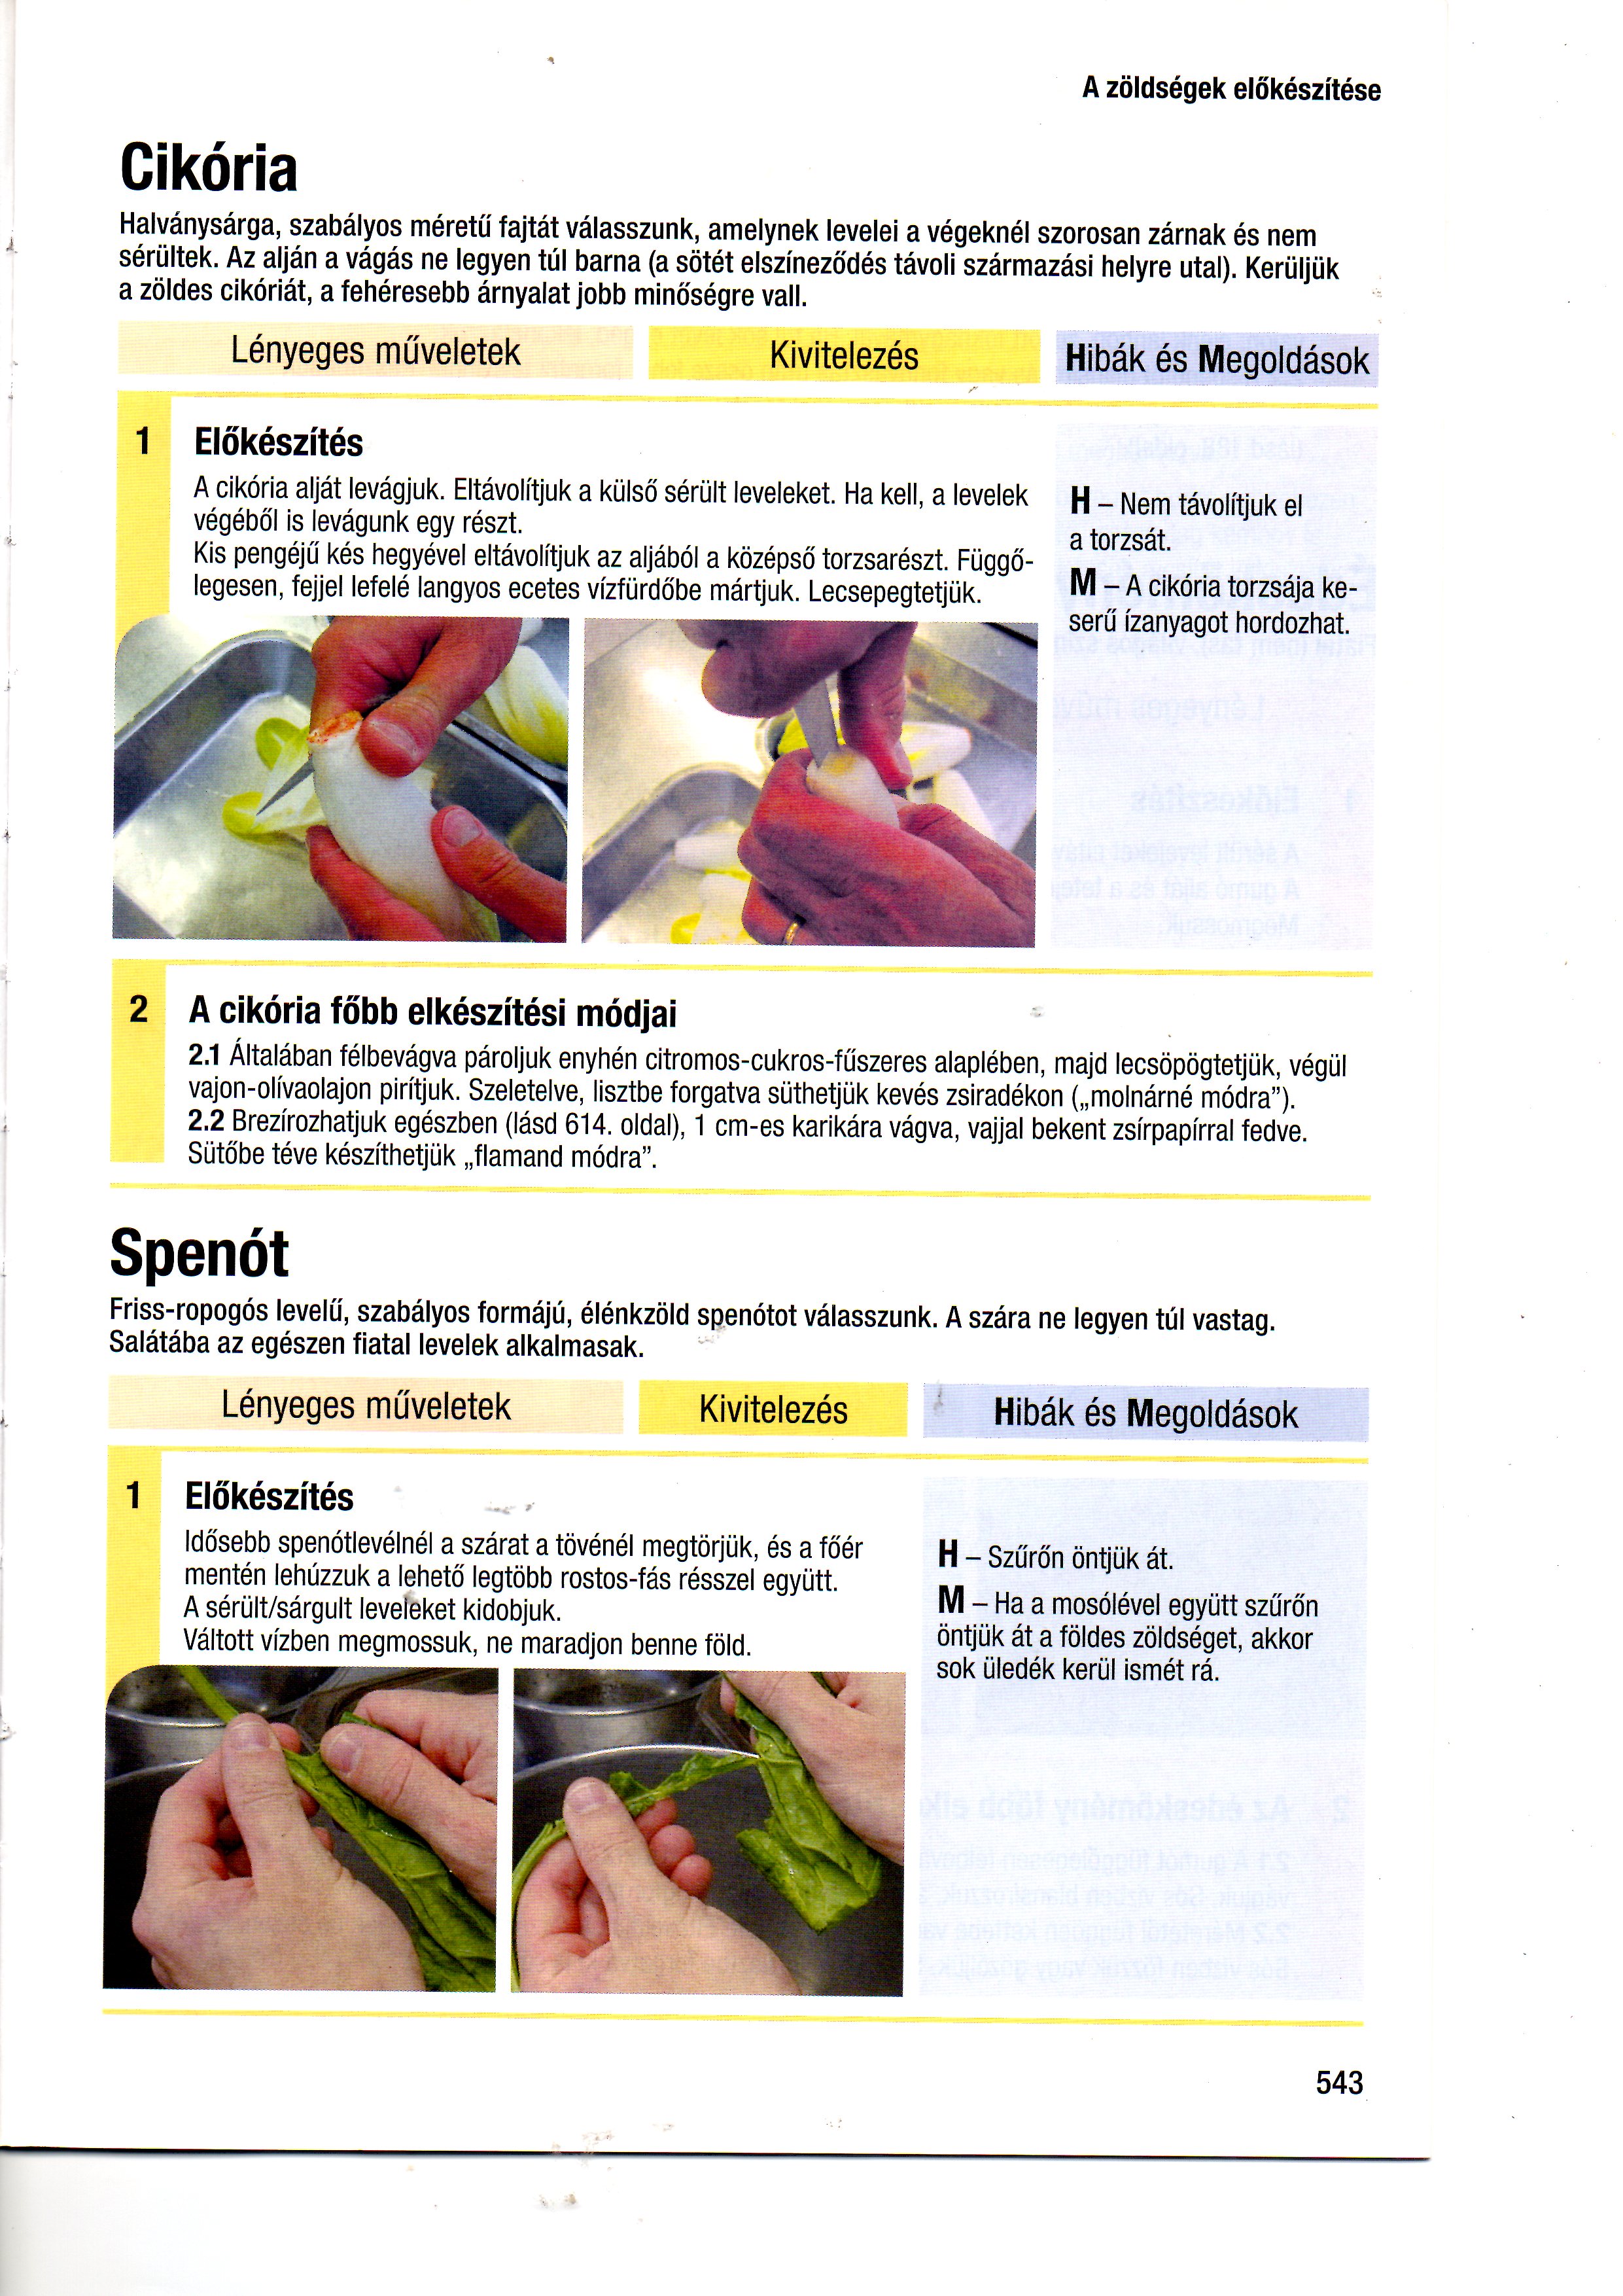 A zöldségek előkészítése
Cikória
Halványsárga, szabályos méretű fajtát válasszunk, amelynek levelei a végeknél szorosan zárnak és nem
sérültek. Az alján a vágás ne legyen túl barna (a sötét elszíneződés távoli származási helyre utal). Kerüljük
a zöldes cikóriát, a fehéresebb árnyalat jobb minőségre vall.
Lényeges műveletek
Kivitelezés
Hibák és Megoldások
1 Előkészítés
A cikória alját levágjuk. Eltávolítjuk a külső sérült leveleket. Ha kell, a levelek
végéből is levágunk egy részt.
Kis pengéjű kés hegyével eltávolítjuk az aljából a középső torzsarészt. Függő-
legesen, fejjel lefelé langyos ecetes vízfürdőbe mártjuk. Lecsepegtetjük.
H – Nem távolítjuk el
a torzsát.
M – A cikória torzsája ke-
serű ízanyagot hordozhat.
2 A cikória főbb elkészítési módjai
2.1 Általában félbevágva pároljuk enyhén citromos-cukros-fűszeres alaplében, majd lecsöpögtetjük, végül
vajon-olívaolajon pirítjuk. Szeletelve, lisztbe forgatva süthetjük kevés zsiradékon („molnárné módra”).
2.2 Brezírozhatjuk egészben (lásd 614. oldal), 1 cm-es karikára vágva, vajjal bekent zsírpapírral fedve.
Sütőbe téve készíthetjük „flamand módra”.
Spenót
Friss-ropogós levelű, szabályos formájú, élénkzöld spenótot válasszunk. A szára ne legyen túl vastag.
Salátába az egészen fiatal levelek alkalmasak.
Lényeges műveletek
Kivitelezés
Hibák és Megoldások
1 Előkészítés
Idősebb spenótlevélnél a szárat a tövénél megtörjük, és a főér
mentén lehúzzuk a lehető legtöbb rostos-fás résszel együtt.
A sérült/sárgult leveleket kidobjuk.
Váltott vízben megmossuk, ne maradjon benne föld.
H – Szűrőn öntjük át.
M – Ha a mosólével együtt szűrőn
öntjük át a földes zöldséget, akkor
sok üledék kerül ismét rá.
543